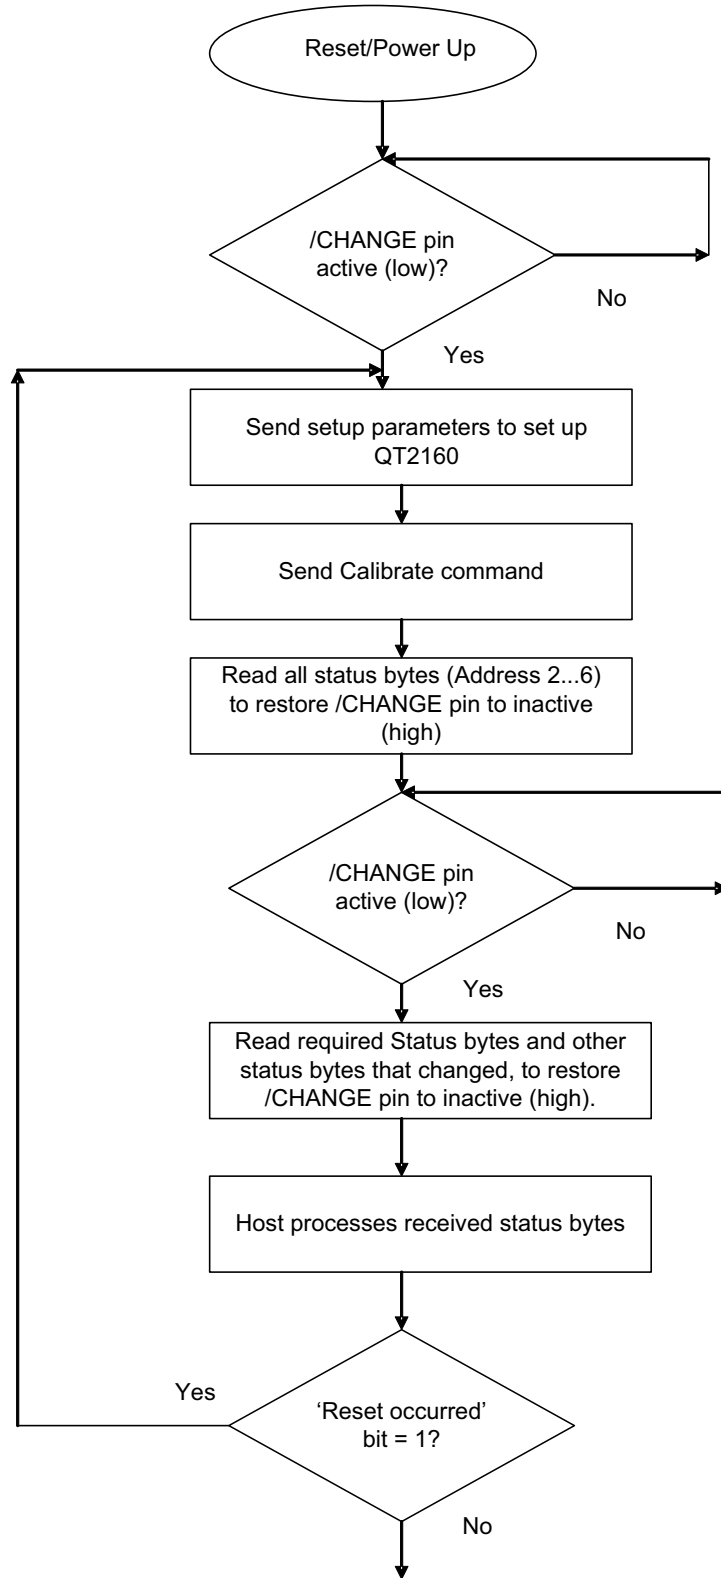 Reset/Power Up
/CHANGE pin
active (low)?
No
Yes
Send setup parameters to set up
QT2160
Send Calibrate command
Read all status bytes (Address 2...6)
to restore /CHANGE pin to inactive
(high)
/CHANGE pin
active (low)?
No
Yes
Read required Status bytes and other
status bytes that changed, to restore
/CHANGE pin to inactive (high).
Host processes received status bytes
Yes
‘Reset occurred’
bit = 1?
No